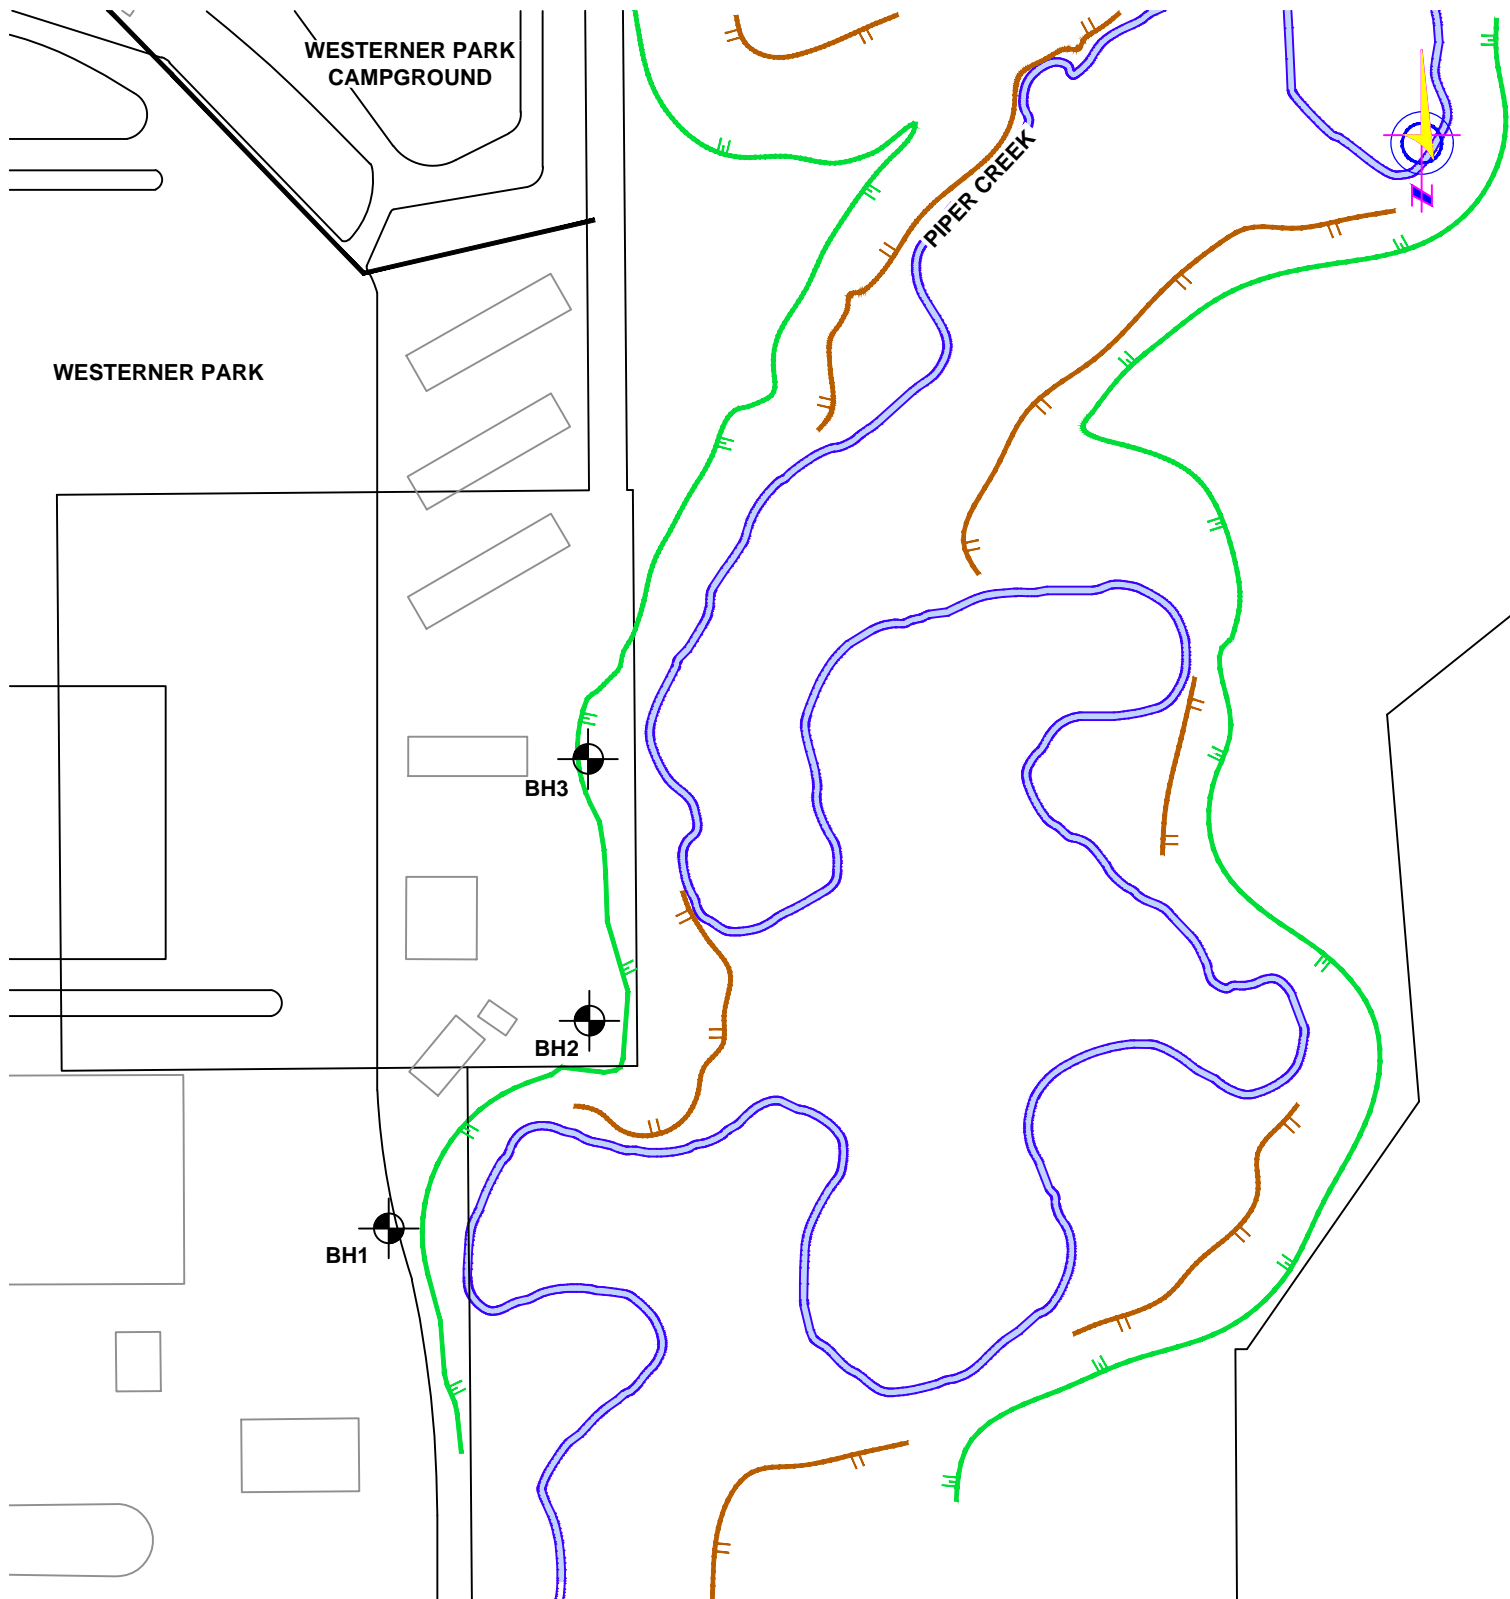 WESTERNER PARK
CAMPGROUND
PIPER CREEK
N
WESTERNER PARK
BH3
BH2
BH1